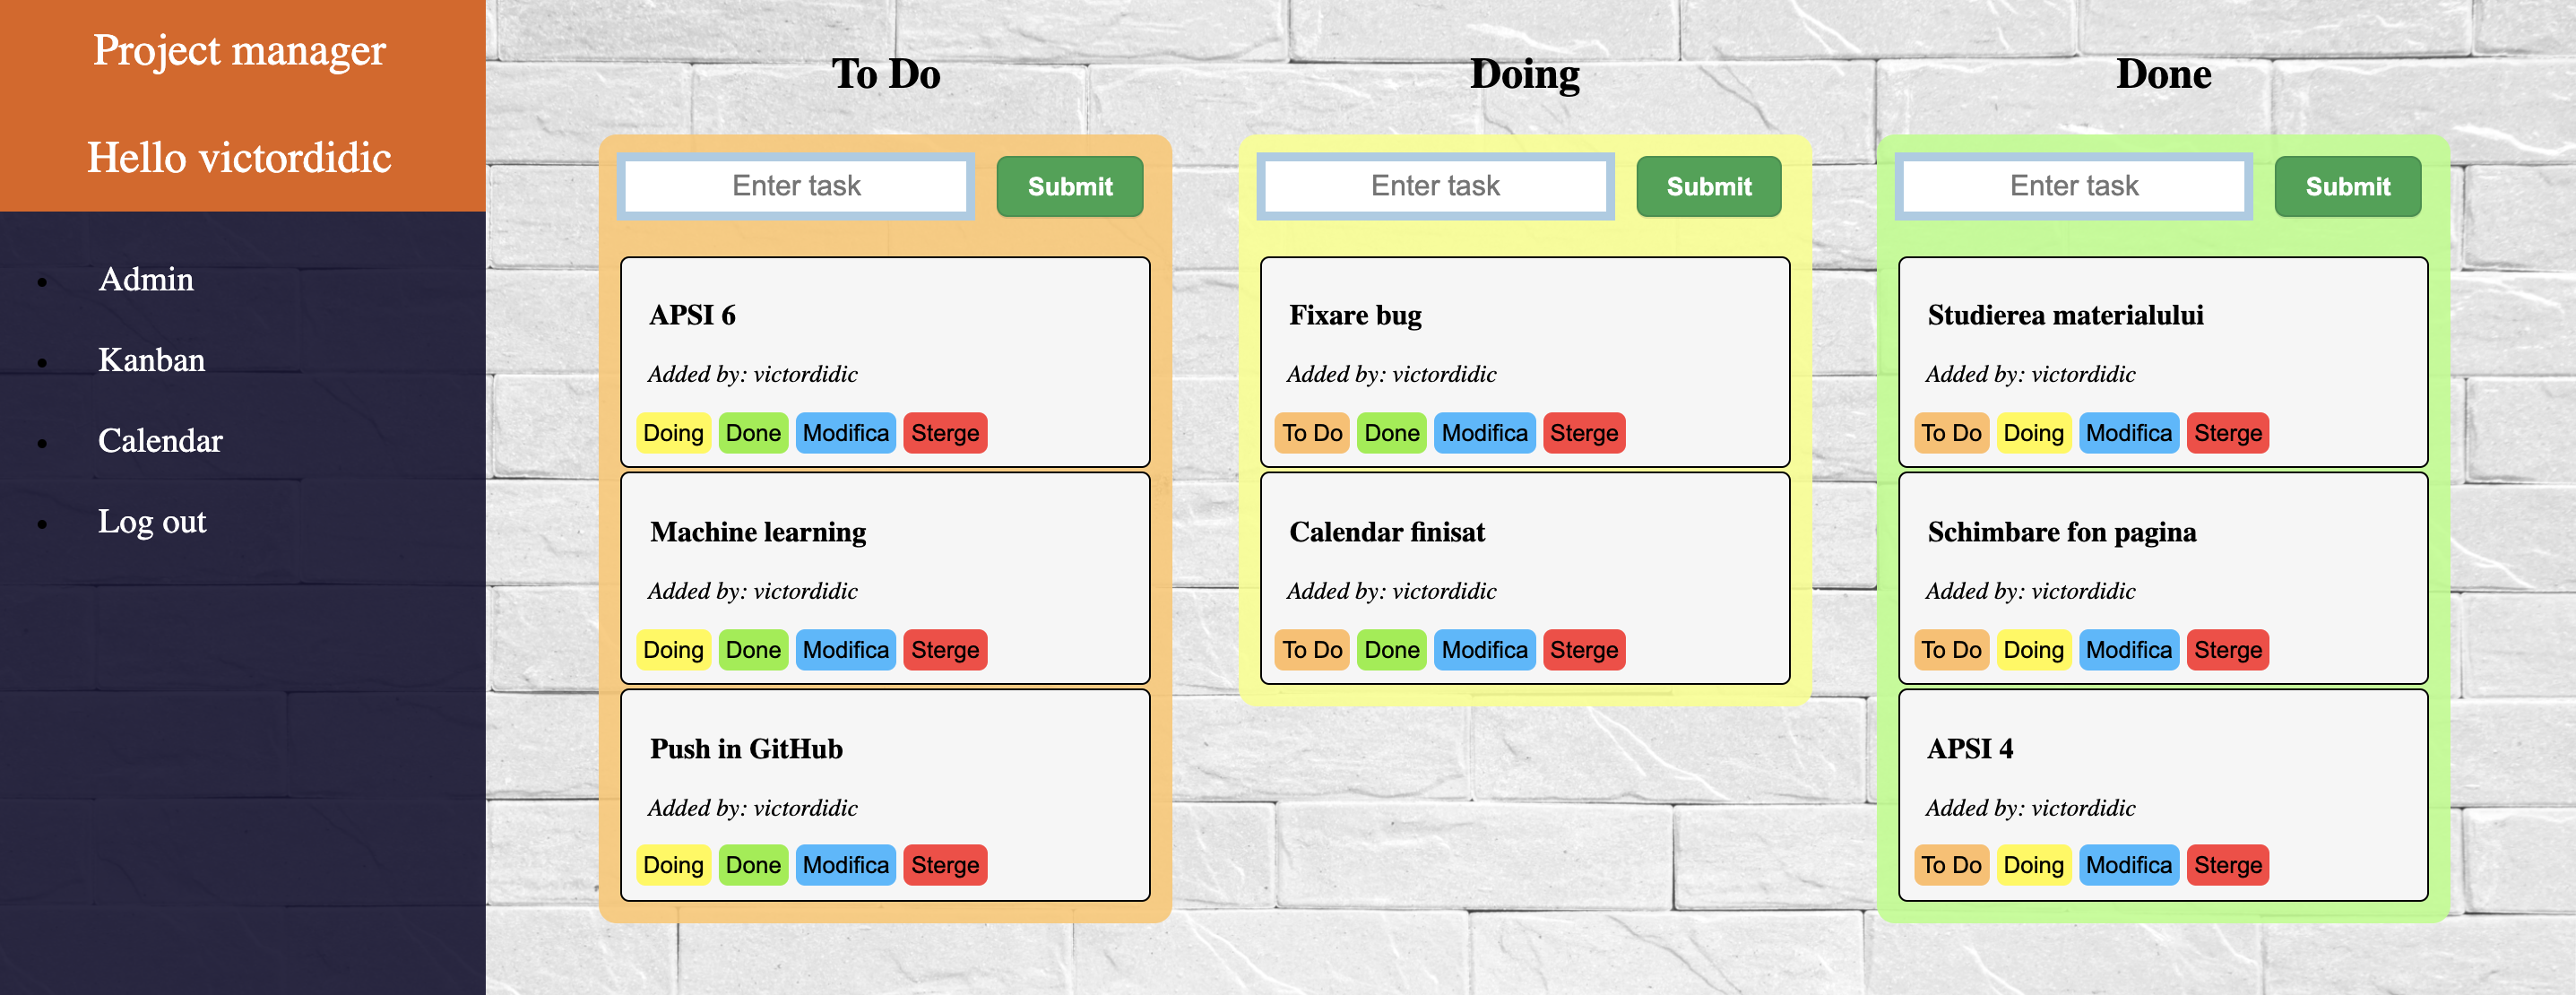 Project manager
Hello victordidic
Admin
Kanban
Calendar
Log out
To Do
Enter task Submit
APSI 6
Added by: victordidic
Doing Done Modifica Sterge
Machine learning
Added by: victordidic
Doing Done Modifica Sterge
Push in GitHub
Added by: victordidic
Doing Done Modifica Sterge
Doing
Enter task Submit
Fixare bug
Added by: victordidic
To Do Done Modifica Sterge
Calendar finisat
Added by: victordidic
To Do Done Modifica Sterge
Done
Enter task Submit
Studierea materialului
Added by: victordidic
To Do Doing Modifica Sterge
Schimbare fon pagina
Added by: victordidic
To Do Doing Modifica Sterge
APSI 4
Added by: victordidic
To Do Doing Modifica Sterge